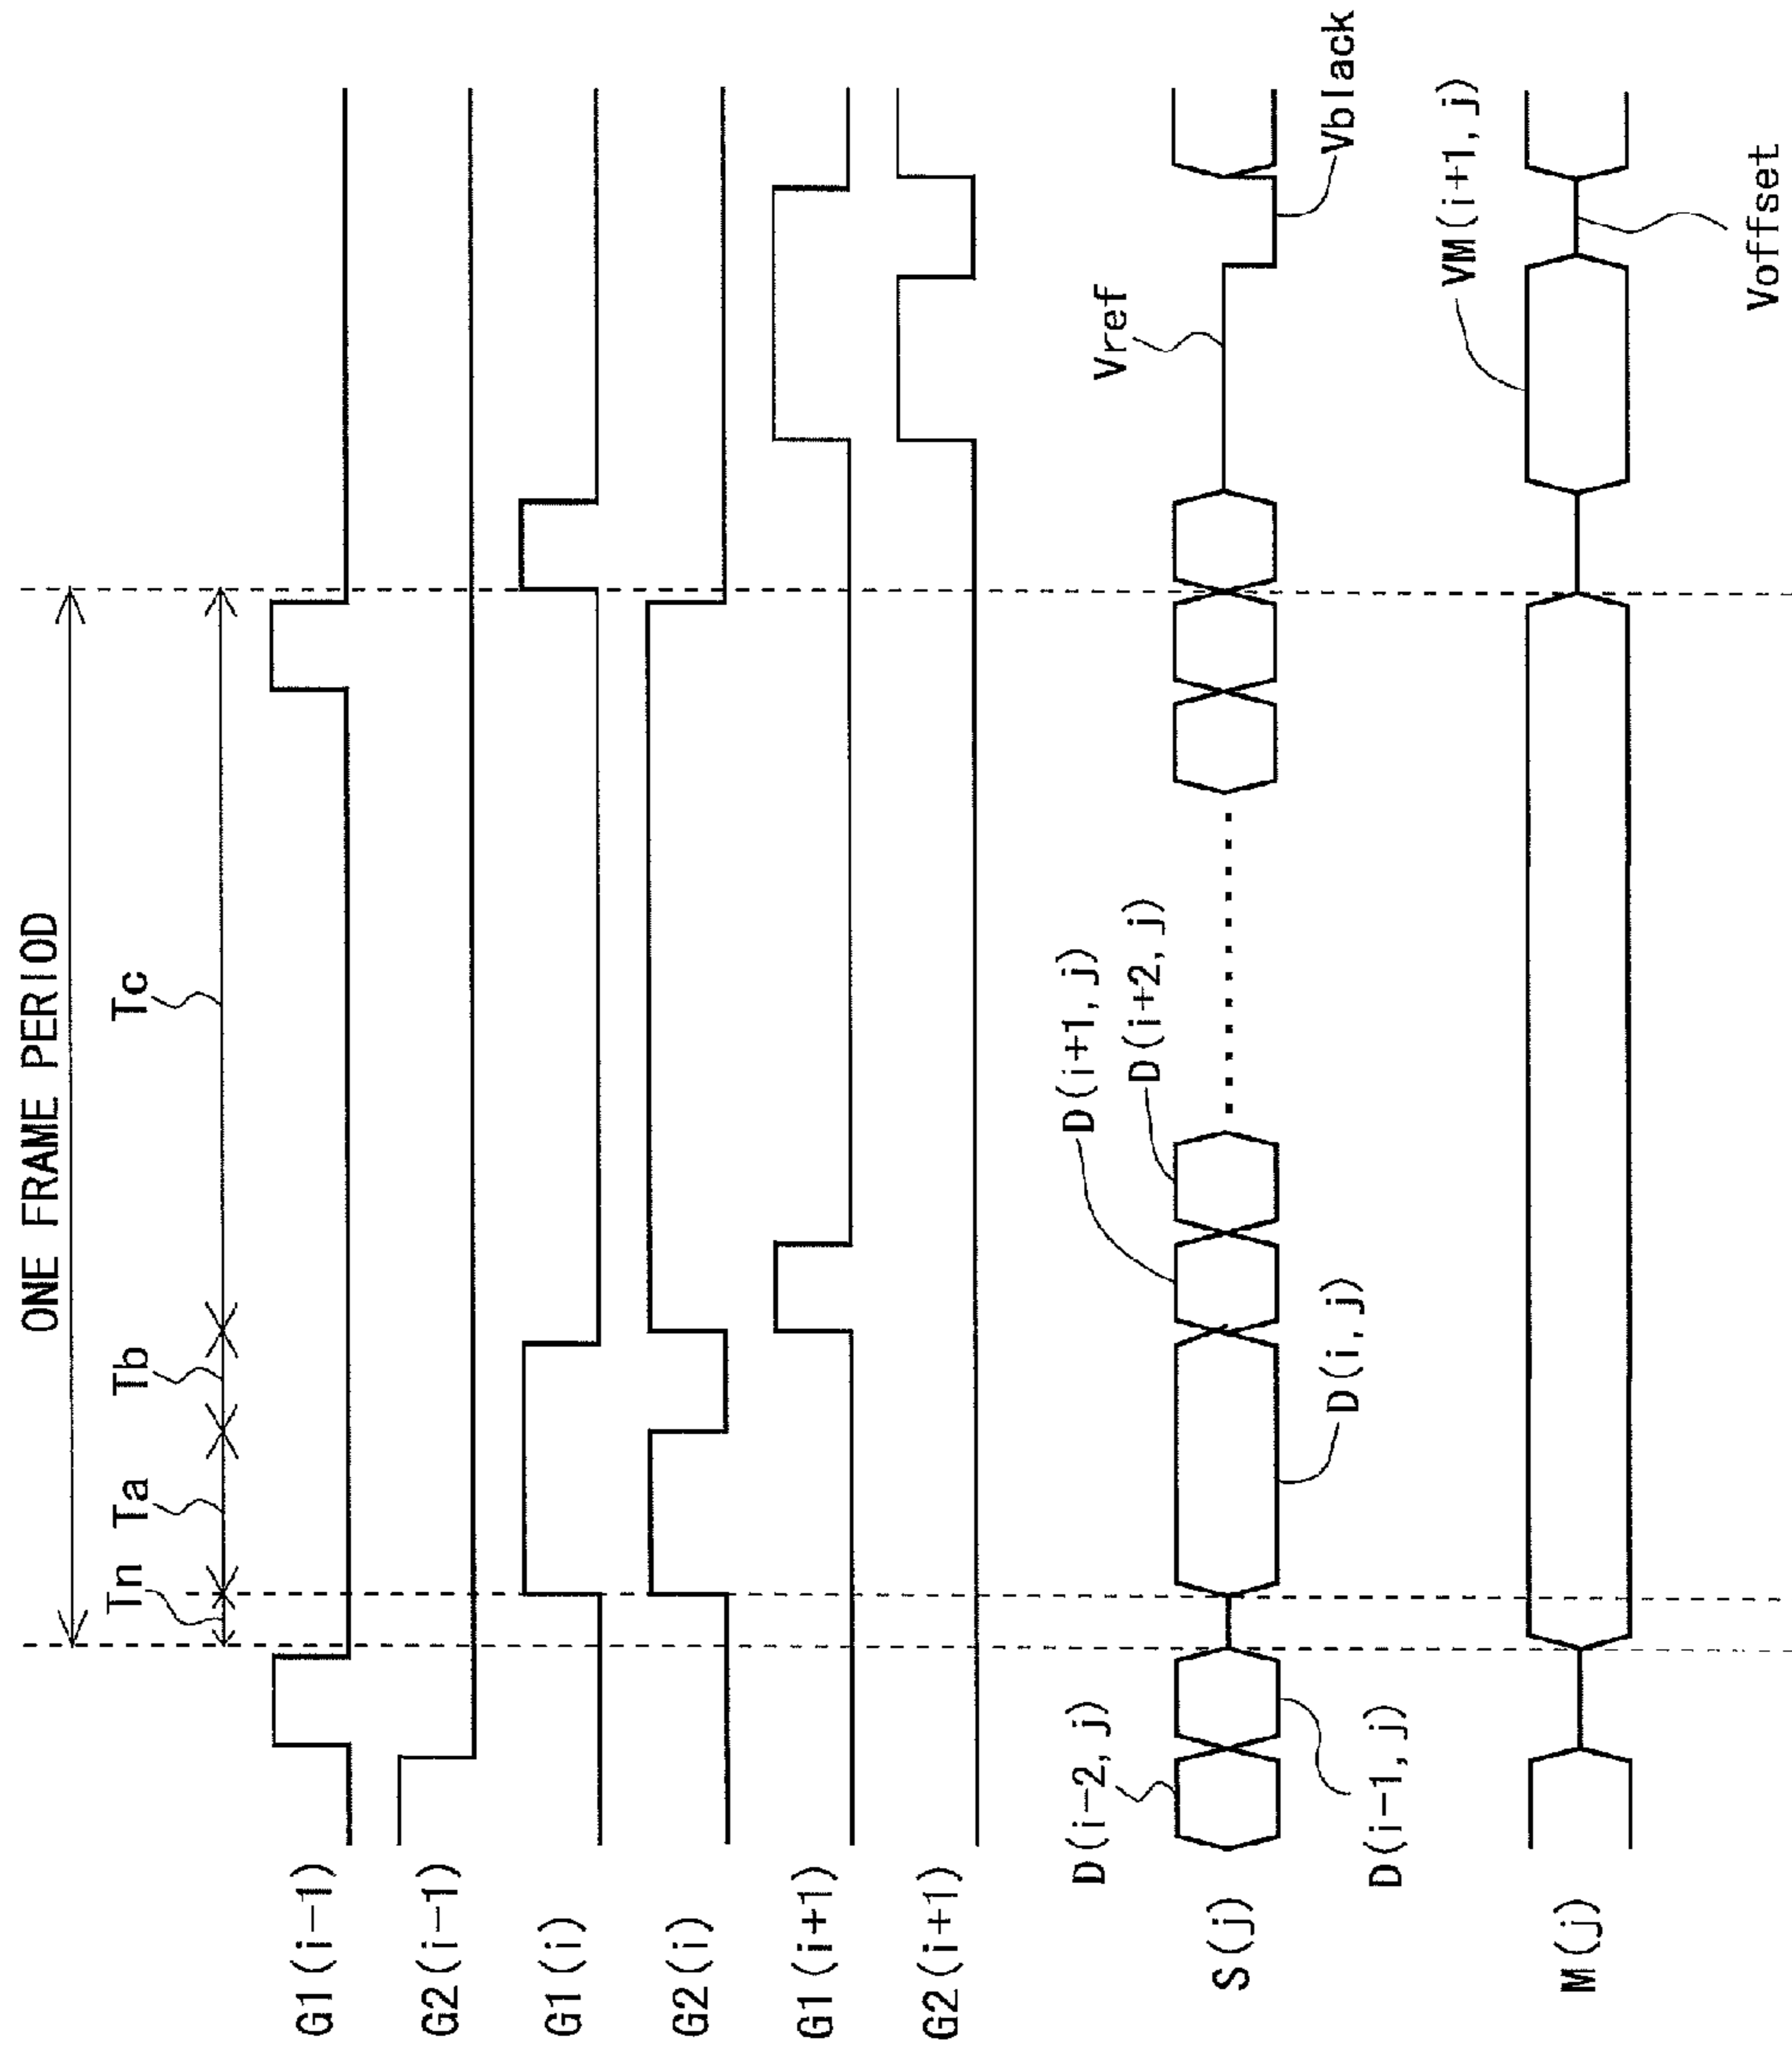 ONE FRAME PERIOD
Tn
Ta
Tb
Tc
G1(i-1)
G2(i-1)
G1(i)
G2(i)
G1(i+1)
G2(i+1)
D(i+1,j)
Vref
D(i-2,j)
D(i+2,j)
S(j)
D(i-1,j)
D(i,j)
Vblack
VM(i+1,j)
M(j)
Voffset